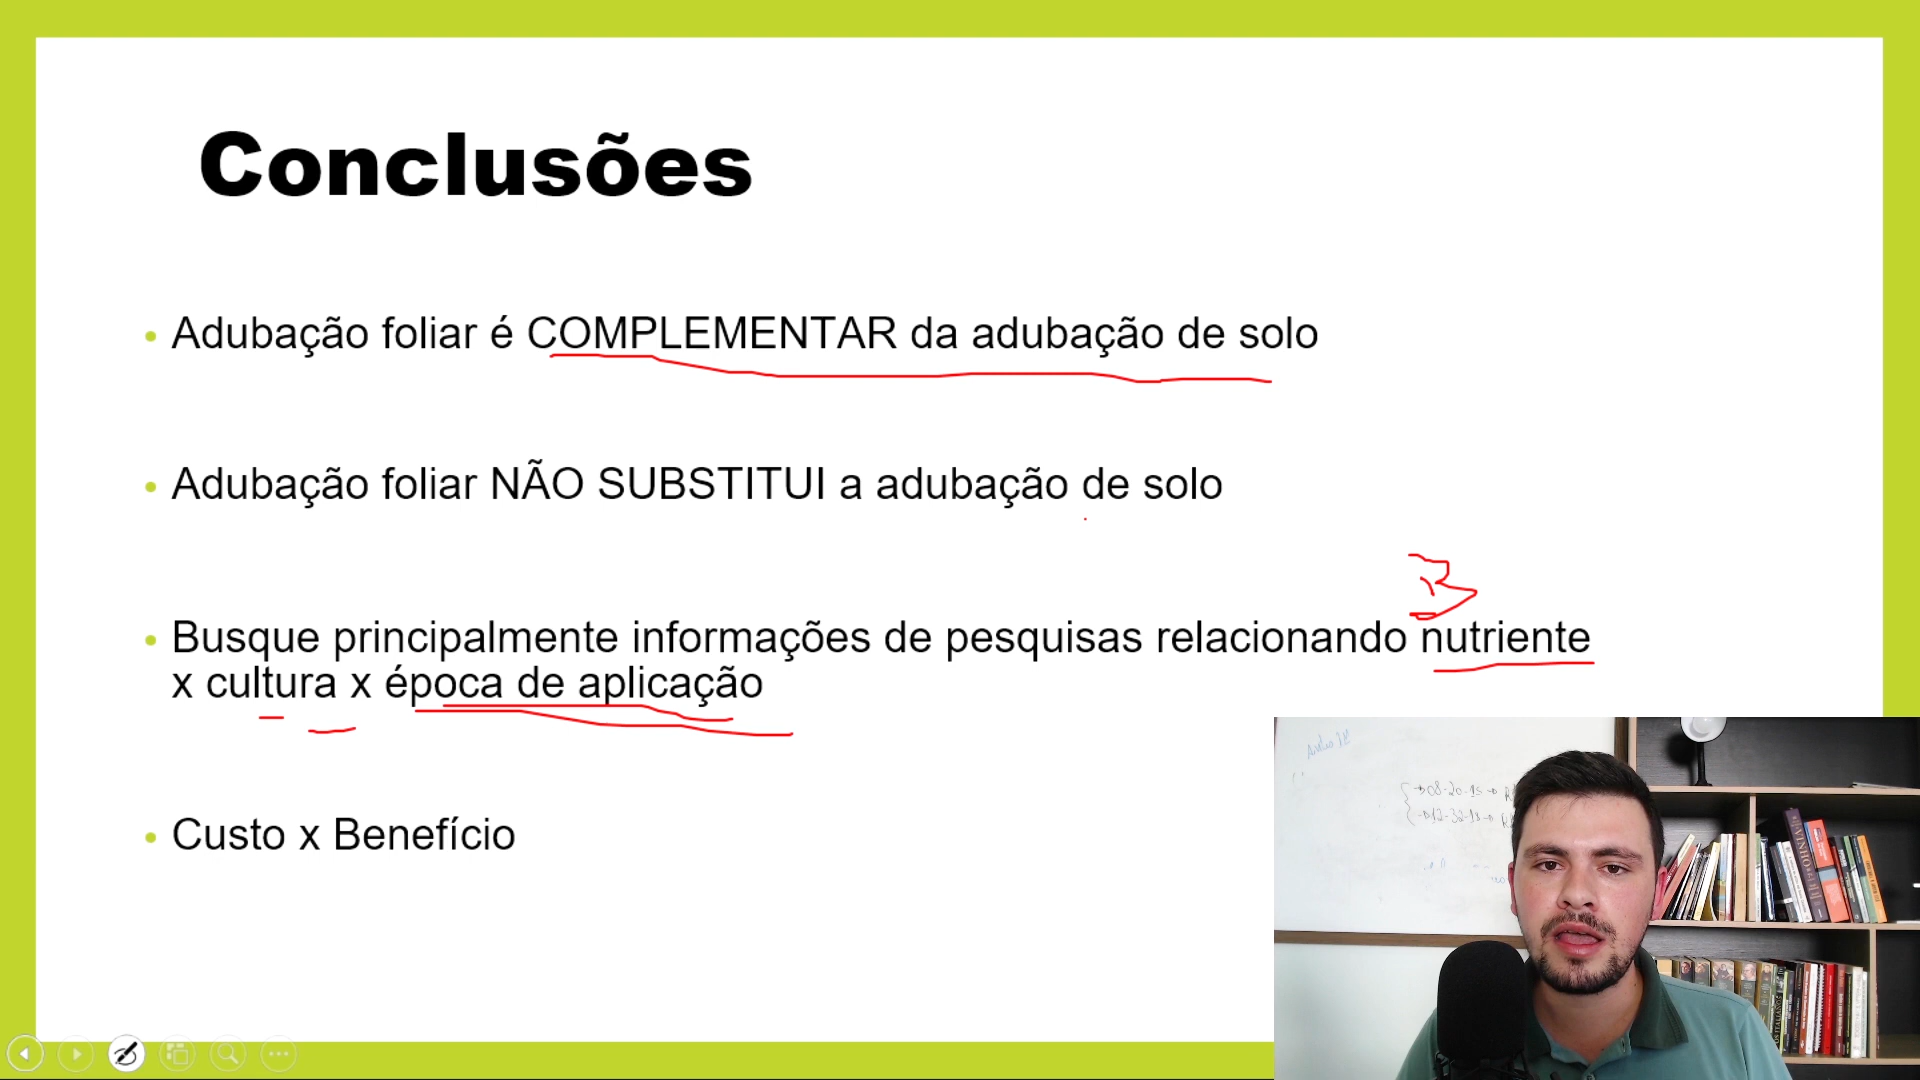 Conclusões
Adubação foliar é COMPLEMENTAR da adubação de solo
Adubação foliar NÃO SUBSTITUI a adubação de solo
B
Busque principalmente informações de pesquisas relacionando nutriente
x cultura x época de aplicação
Custo x Benefício